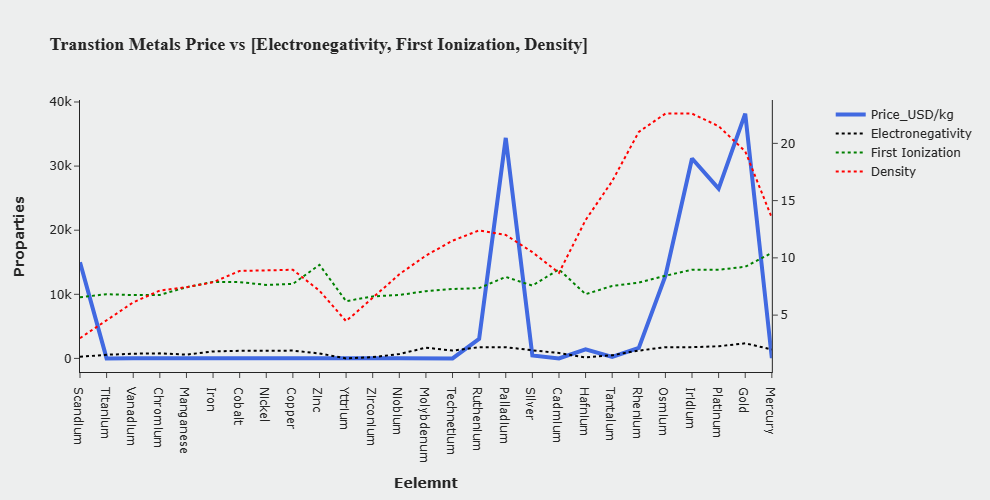 Transtion Metals Price vs [Electronegativity, First Ionization, Density]
40k
30k
20k
10k
0
20
15
10
5
Proparties
Price_USD/kg
Electronegativity
First Ionization
Density
Scandium
Titanium
Vanadium
Chromium
Manganese
Iron
Cobalt
Nickel
Copper
Zinc
Yttrium
Zirconium
Niobium
Molybdenum
Technetium
Ruthenium
Palladium
Silver
Cadmium
Hafnium
Tantalum
Rhenium
Osmium
Iridium
Platinum
Gold
Mercury
Eelemnt